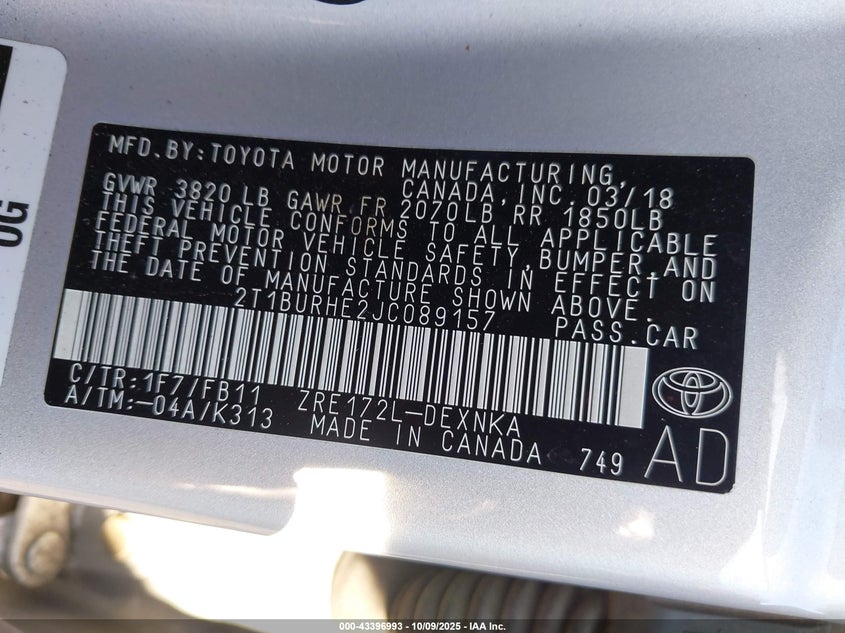 OG
MFD.BY:TOYOTA MOTOR MANUFACTURING,
CANADA, INC. 03/18
GVWR 3820 LB GAWR FR 2070LB RR 1850LB
THIS VEHICLE CONFORMS TO ALL APPLICABLE
FEDERAL MOTOR VEHICLE SAFETY,BUMPER,AND
THEFT PREVENTION STANDARDS IN EFFECT ON
THE DATE OF MANUFACTURE SHOWN ABOVE.
2T1BURHE2JC089157 PASS.CAR
C/TR:1F7/FB11 ZRE172L-DEXNKA
A/TM:-04A/K313 MADE IN CANADA 749 AD
000-43396993 - 10/09/2025 - IAA Inc.